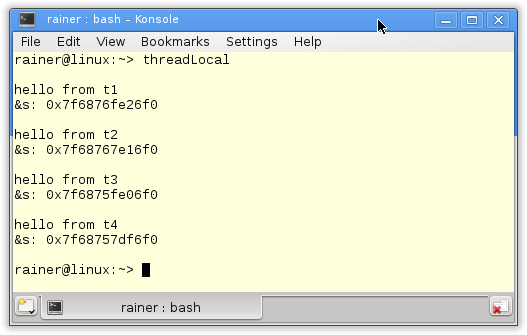 rainer : bash – Konsole
File Edit View Bookmarks Settings Help
rainer@linux:~> threadLocal
hello from t1
&s: 0x7f6876fe26f0
hello from t2
&s: 0x7f68767e16f0
hello from t3
&s: 0x7f6875fe06f0
hello from t4
&s: 0x7f68757df6f0
rainer@linux:~>
rainer : bash